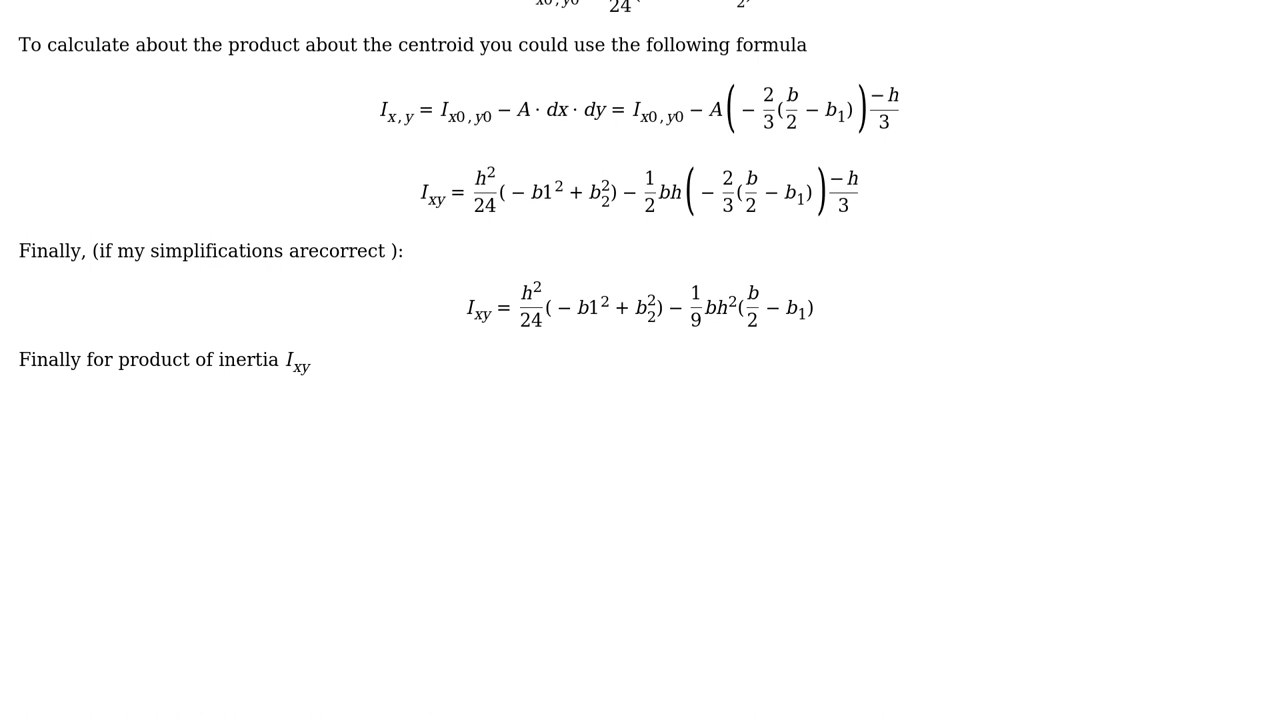 24
To calculate about the product about the centroid you could use the following formula
I_{x,y} = I_{x0,y0} − A · dx · dy = I_{x0,y0} − A(− 2/3(b/2 − b_1)) −h/3
I_{xy} = h^2/24(− b1^2 + b_2^2) − 1/2 bh(− 2/3(b/2 − b_1)) −h/3
Finally, (if my simplifications arecorrect ):
I_{xy} = h^2/24(− b1^2 + b_2^2) − 1/9 bh^2(b/2 − b_1)
Finally for product of inertia I_{xy}